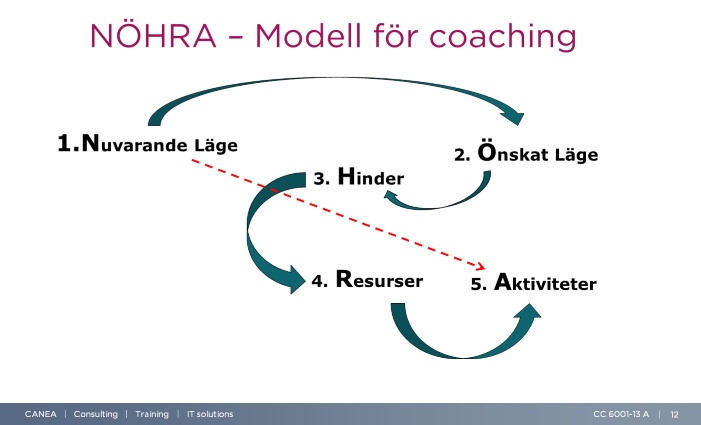 NÖHRA – Modell för coaching
1.Nuvarande Läge
2. Önskat Läge
3. Hinder
4. Resurser
5. Aktiviteter
CANEA | Consulting | Training | IT solutions
CC 6001-13 A | 12